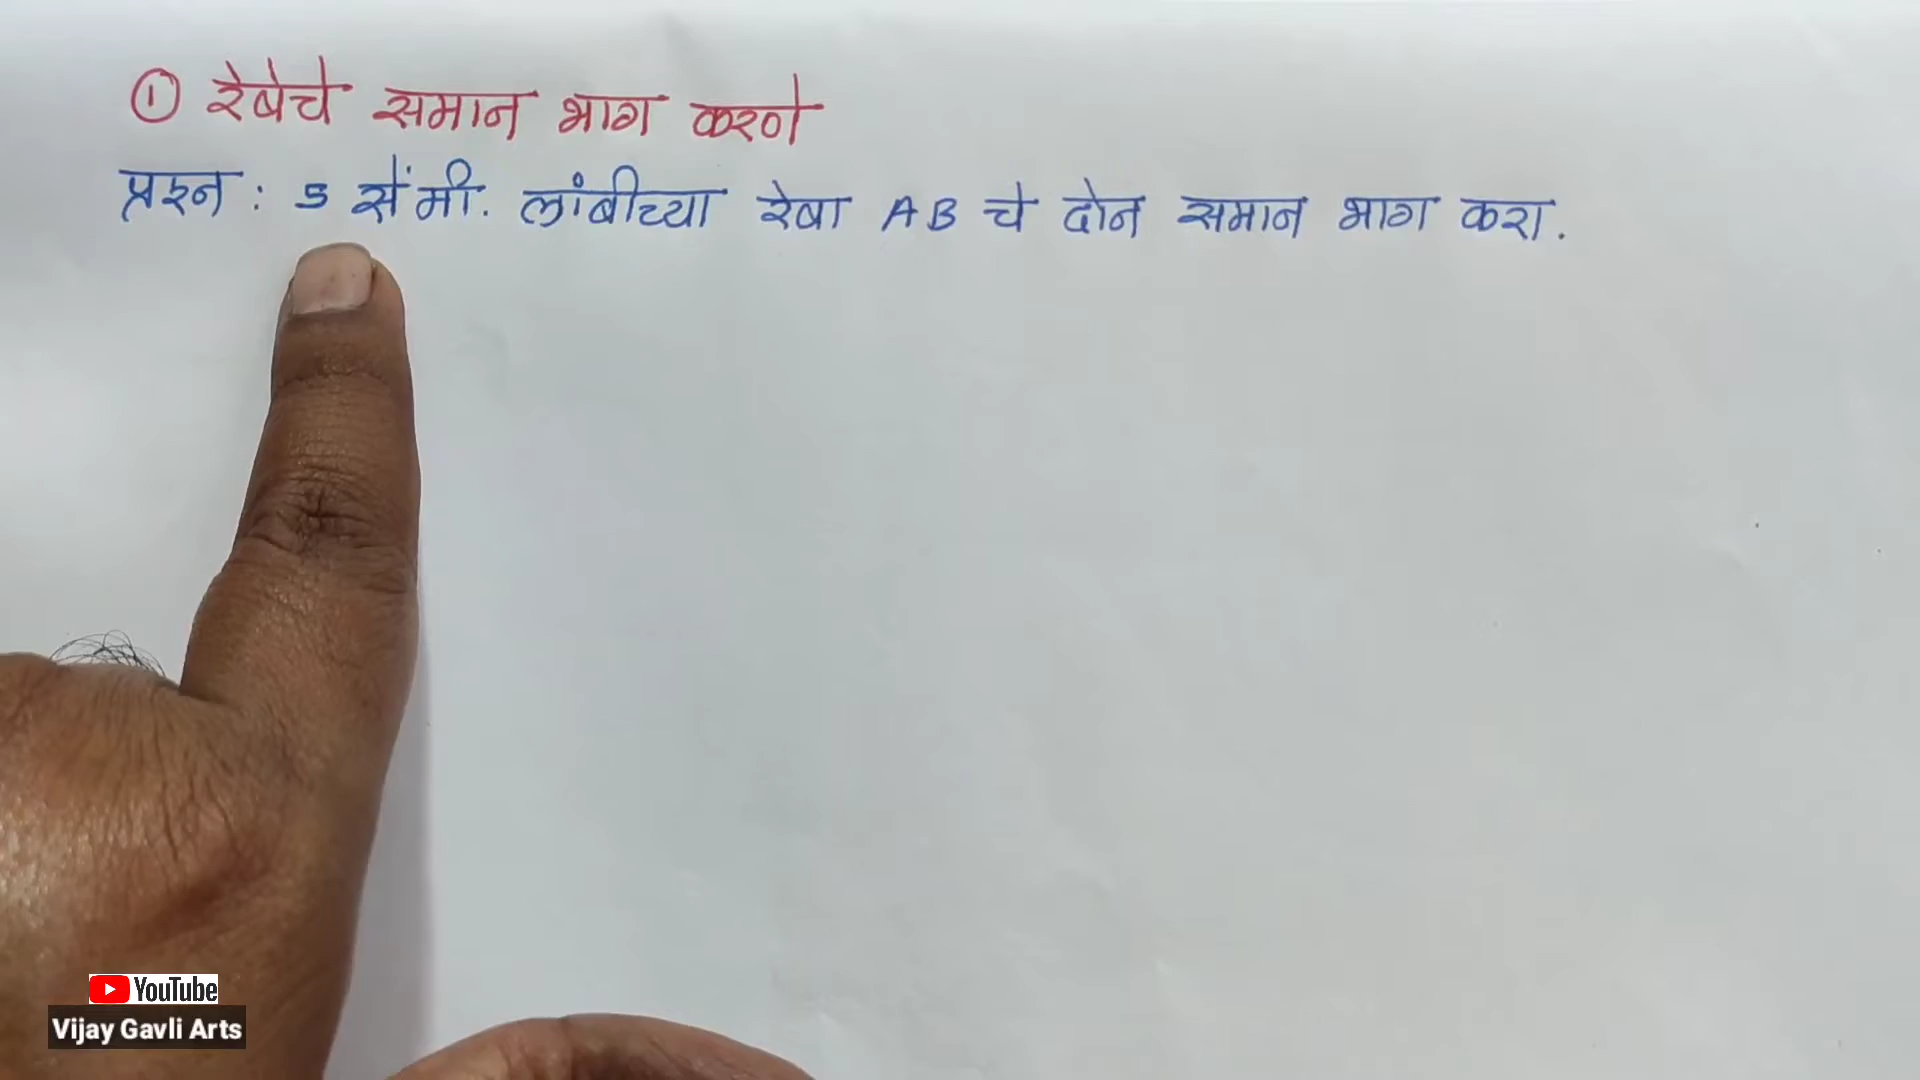 ① रेषेचे समान भाग करणे
प्रश्न : 5 सें.मी. लांबीच्या रेषा AB चे दोन समान भाग करा.
YouTube
Vijay Gavli Arts